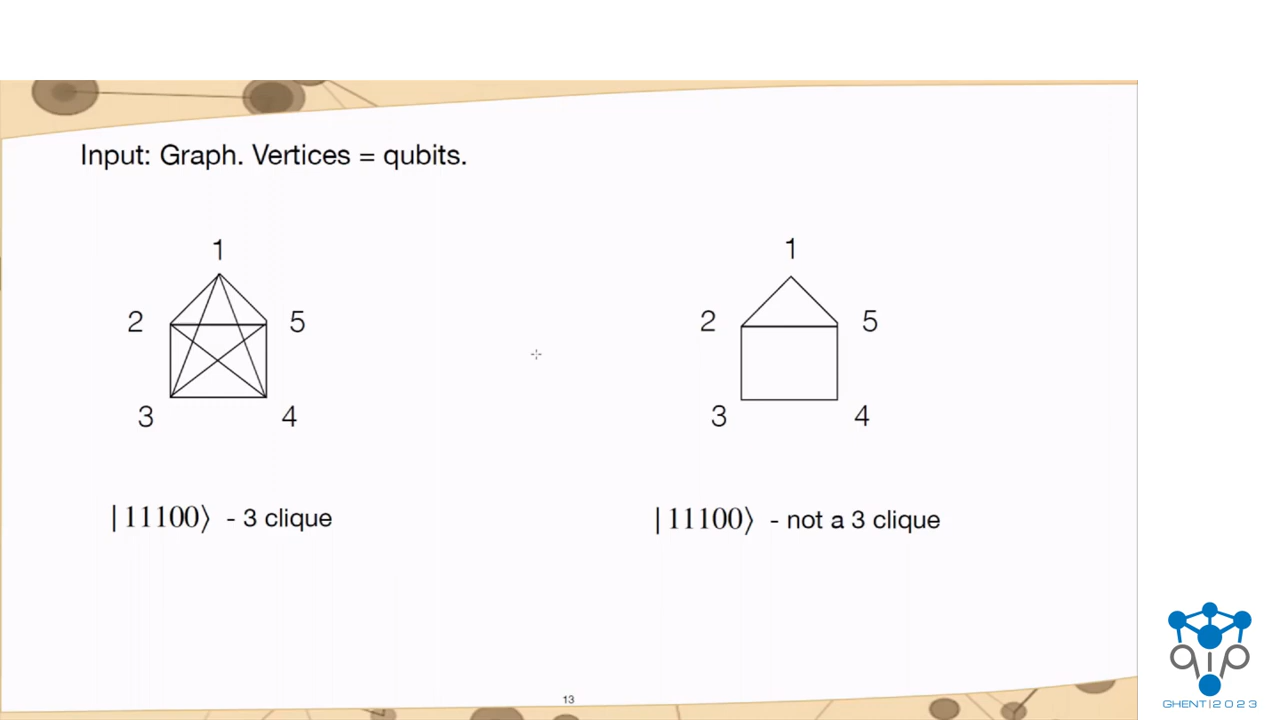 Input: Graph. Vertices = qubits.
1
2
5
3
4
1
2
5
3
4
|11100⟩ - 3 clique
|11100⟩ - not a 3 clique
13
qip
GHENT|2023